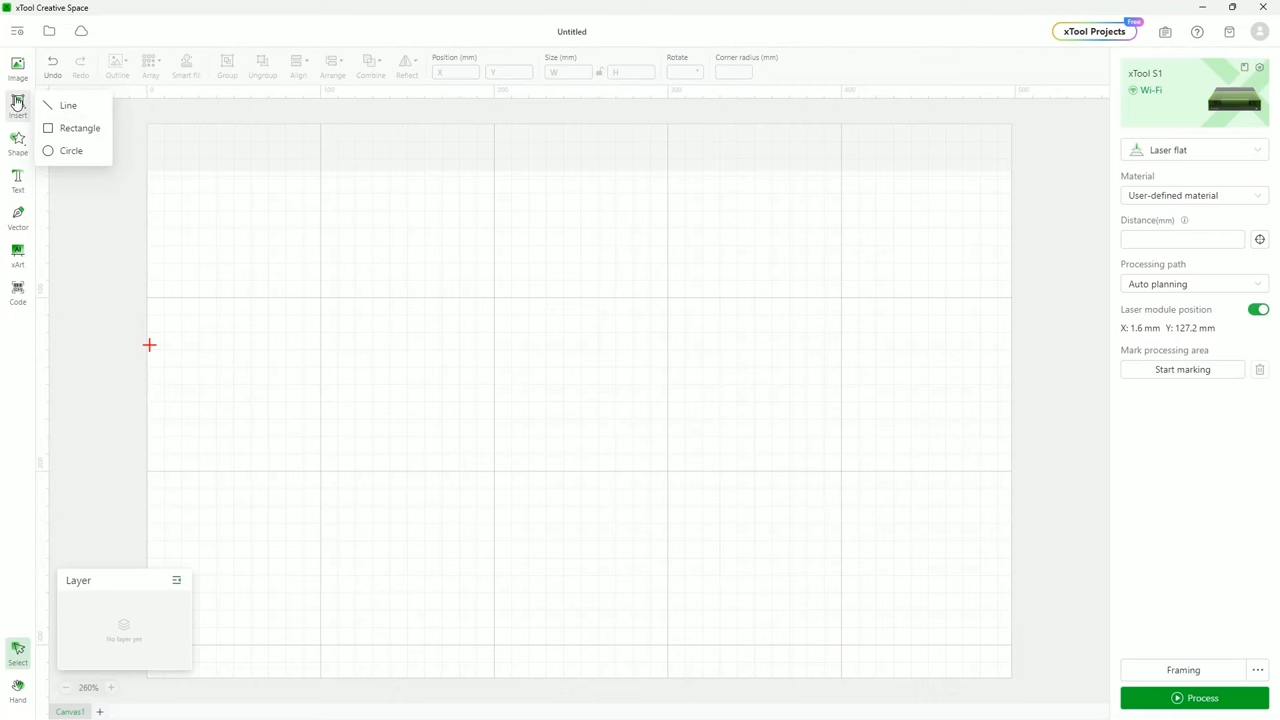 xTool Creative Space
Untitled
Free
xTool Projects
Image
Undo
Redo
Outline
Array
Smart fill
Group
Ungroup
Align
Arrange
Combine
Reflect
Position (mm)
X
Y
Size (mm)
W
H
Rotate
°
Corner radius (mm)
0
100
200
300
400
500
Insert
Line
Rectangle
Circle
Shape
Text
Vector
xArt
Code
100
200
300
xTool S1
Wi-Fi
Laser flat
Material
User-defined material
Distance(mm)
Processing path
Auto planning
Laser module position
X: 1.6 mm Y: 127.2 mm
Mark processing area
Start marking
Layer
No layer yet
Select
Hand
260%
Canvas1
Framing
Process